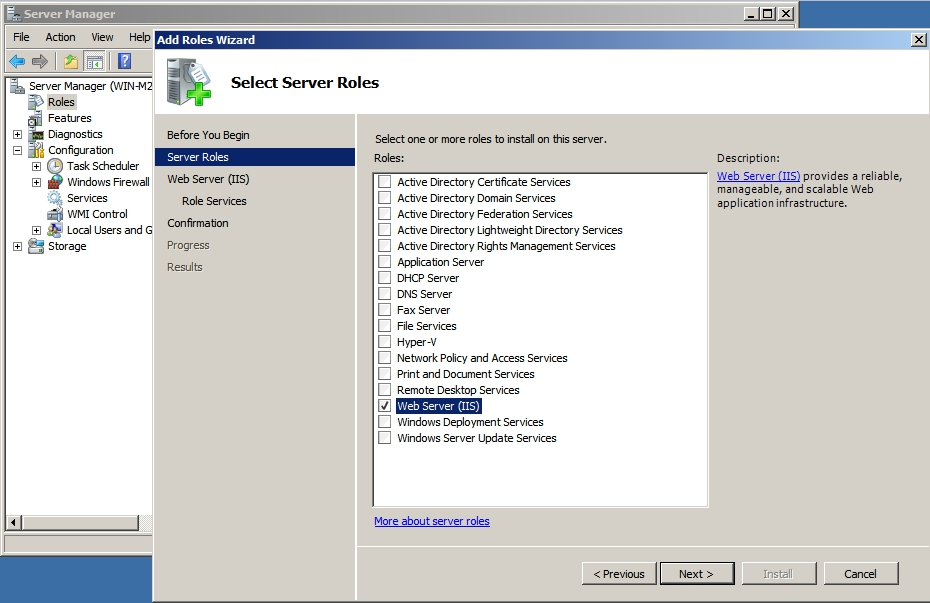 Server Manager
File Action View Help
Server Manager (WIN-M2
Roles
Features
Diagnostics
Configuration
Task Scheduler
Windows Firewall
Services
WMI Control
Local Users and G
Storage
Add Roles Wizard
Select Server Roles
Before You Begin
Server Roles
Web Server (IIS)
Role Services
Confirmation
Progress
Results
Select one or more roles to install on this server.
Roles:
Active Directory Certificate Services
Active Directory Domain Services
Active Directory Federation Services
Active Directory Lightweight Directory Services
Active Directory Rights Management Services
Application Server
DHCP Server
DNS Server
Fax Server
File Services
Hyper-V
Network Policy and Access Services
Print and Document Services
Remote Desktop Services
Web Server (IIS)
Windows Deployment Services
Windows Server Update Services
More about server roles
Description:
Web Server (IIS) provides a reliable,
manageable, and scalable Web
application infrastructure.
< Previous Next > Install Cancel